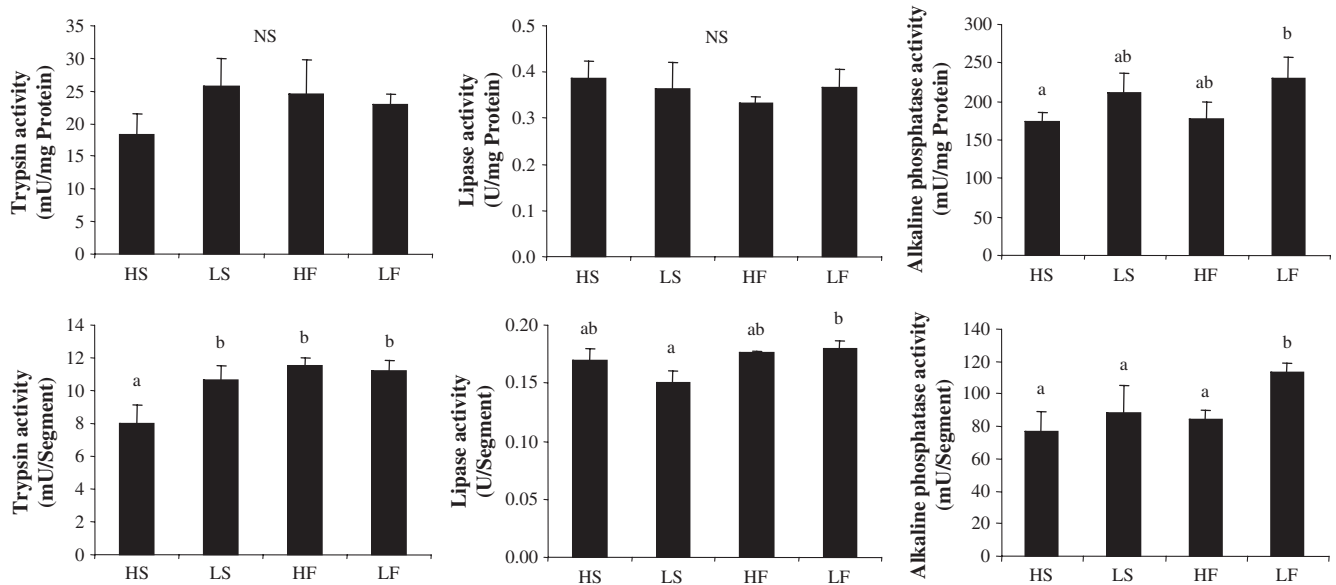 Trypsin activity
(mU/mg Protein)
NS
35
30
25
20
15
10
5
0
HS LS HF LF
Lipase activity
(U/mg Protein)
NS
0.5
0.4
0.3
0.2
0.1
0.0
HS LS HF LF
Alkaline phosphatase activity
(mU/mg Protein)
300
250
200
150
100
50
0
a ab ab b
HS LS HF LF
Trypsin activity
(mU/Segment)
14
12
10
8
6
4
2
0
a b b b
HS LS HF LF
Lipase activity
(U/Segment)
0.20
0.15
0.10
0.05
0.00
ab a ab b
HS LS HF LF
Alkaline phosphatase activity
(mU/Segment)
140
120
100
80
60
40
20
0
a a a b
HS LS HF LF